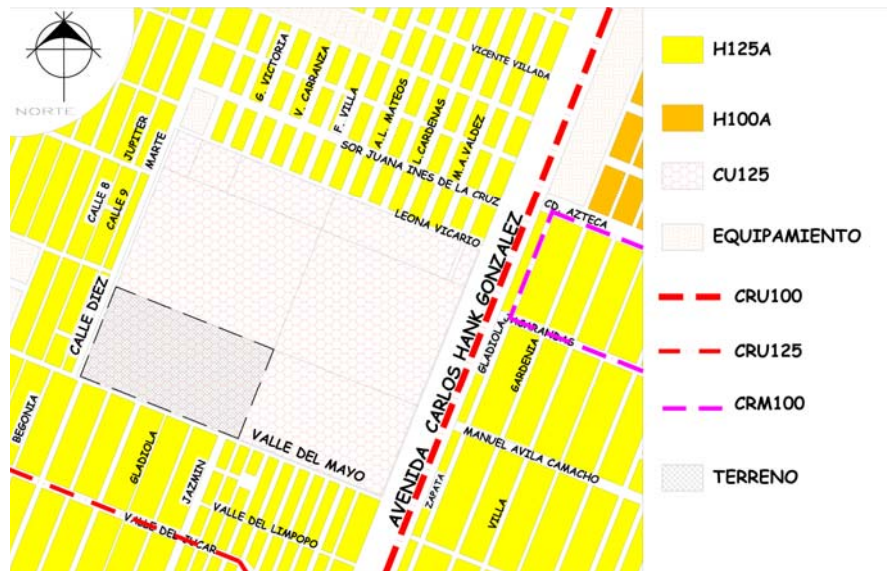 NORTE
G. VICTORIA
V. CARRANZA
F. VILLA
A.L. MATEOS
L.CARDENAS
M.A.VALDEZ
VICENTE VILLADA
SOR JUANA INES DE LA CRUZ
LEONA VICARIO
JUPITER
MARTE
CALLE 8
CALLE 9
CALLE DIEZ
CD. AZTECA
AVENIDA CARLOS HANK GONZALEZ
JACARANDAS
GLADIOLA
GARDENIA
MANUEL AVILA CAMACHO
ZAPATA
VILLA
BEGONIA
GLADIOLA
JAZMIN
VALLE DEL MAYO
VALLE DEL LIMPOPO
VALLE DEL JUCAR
H125A
H100A
CU125
EQUIPAMIENTO
CRU100
CRU125
CRM100
TERRENO